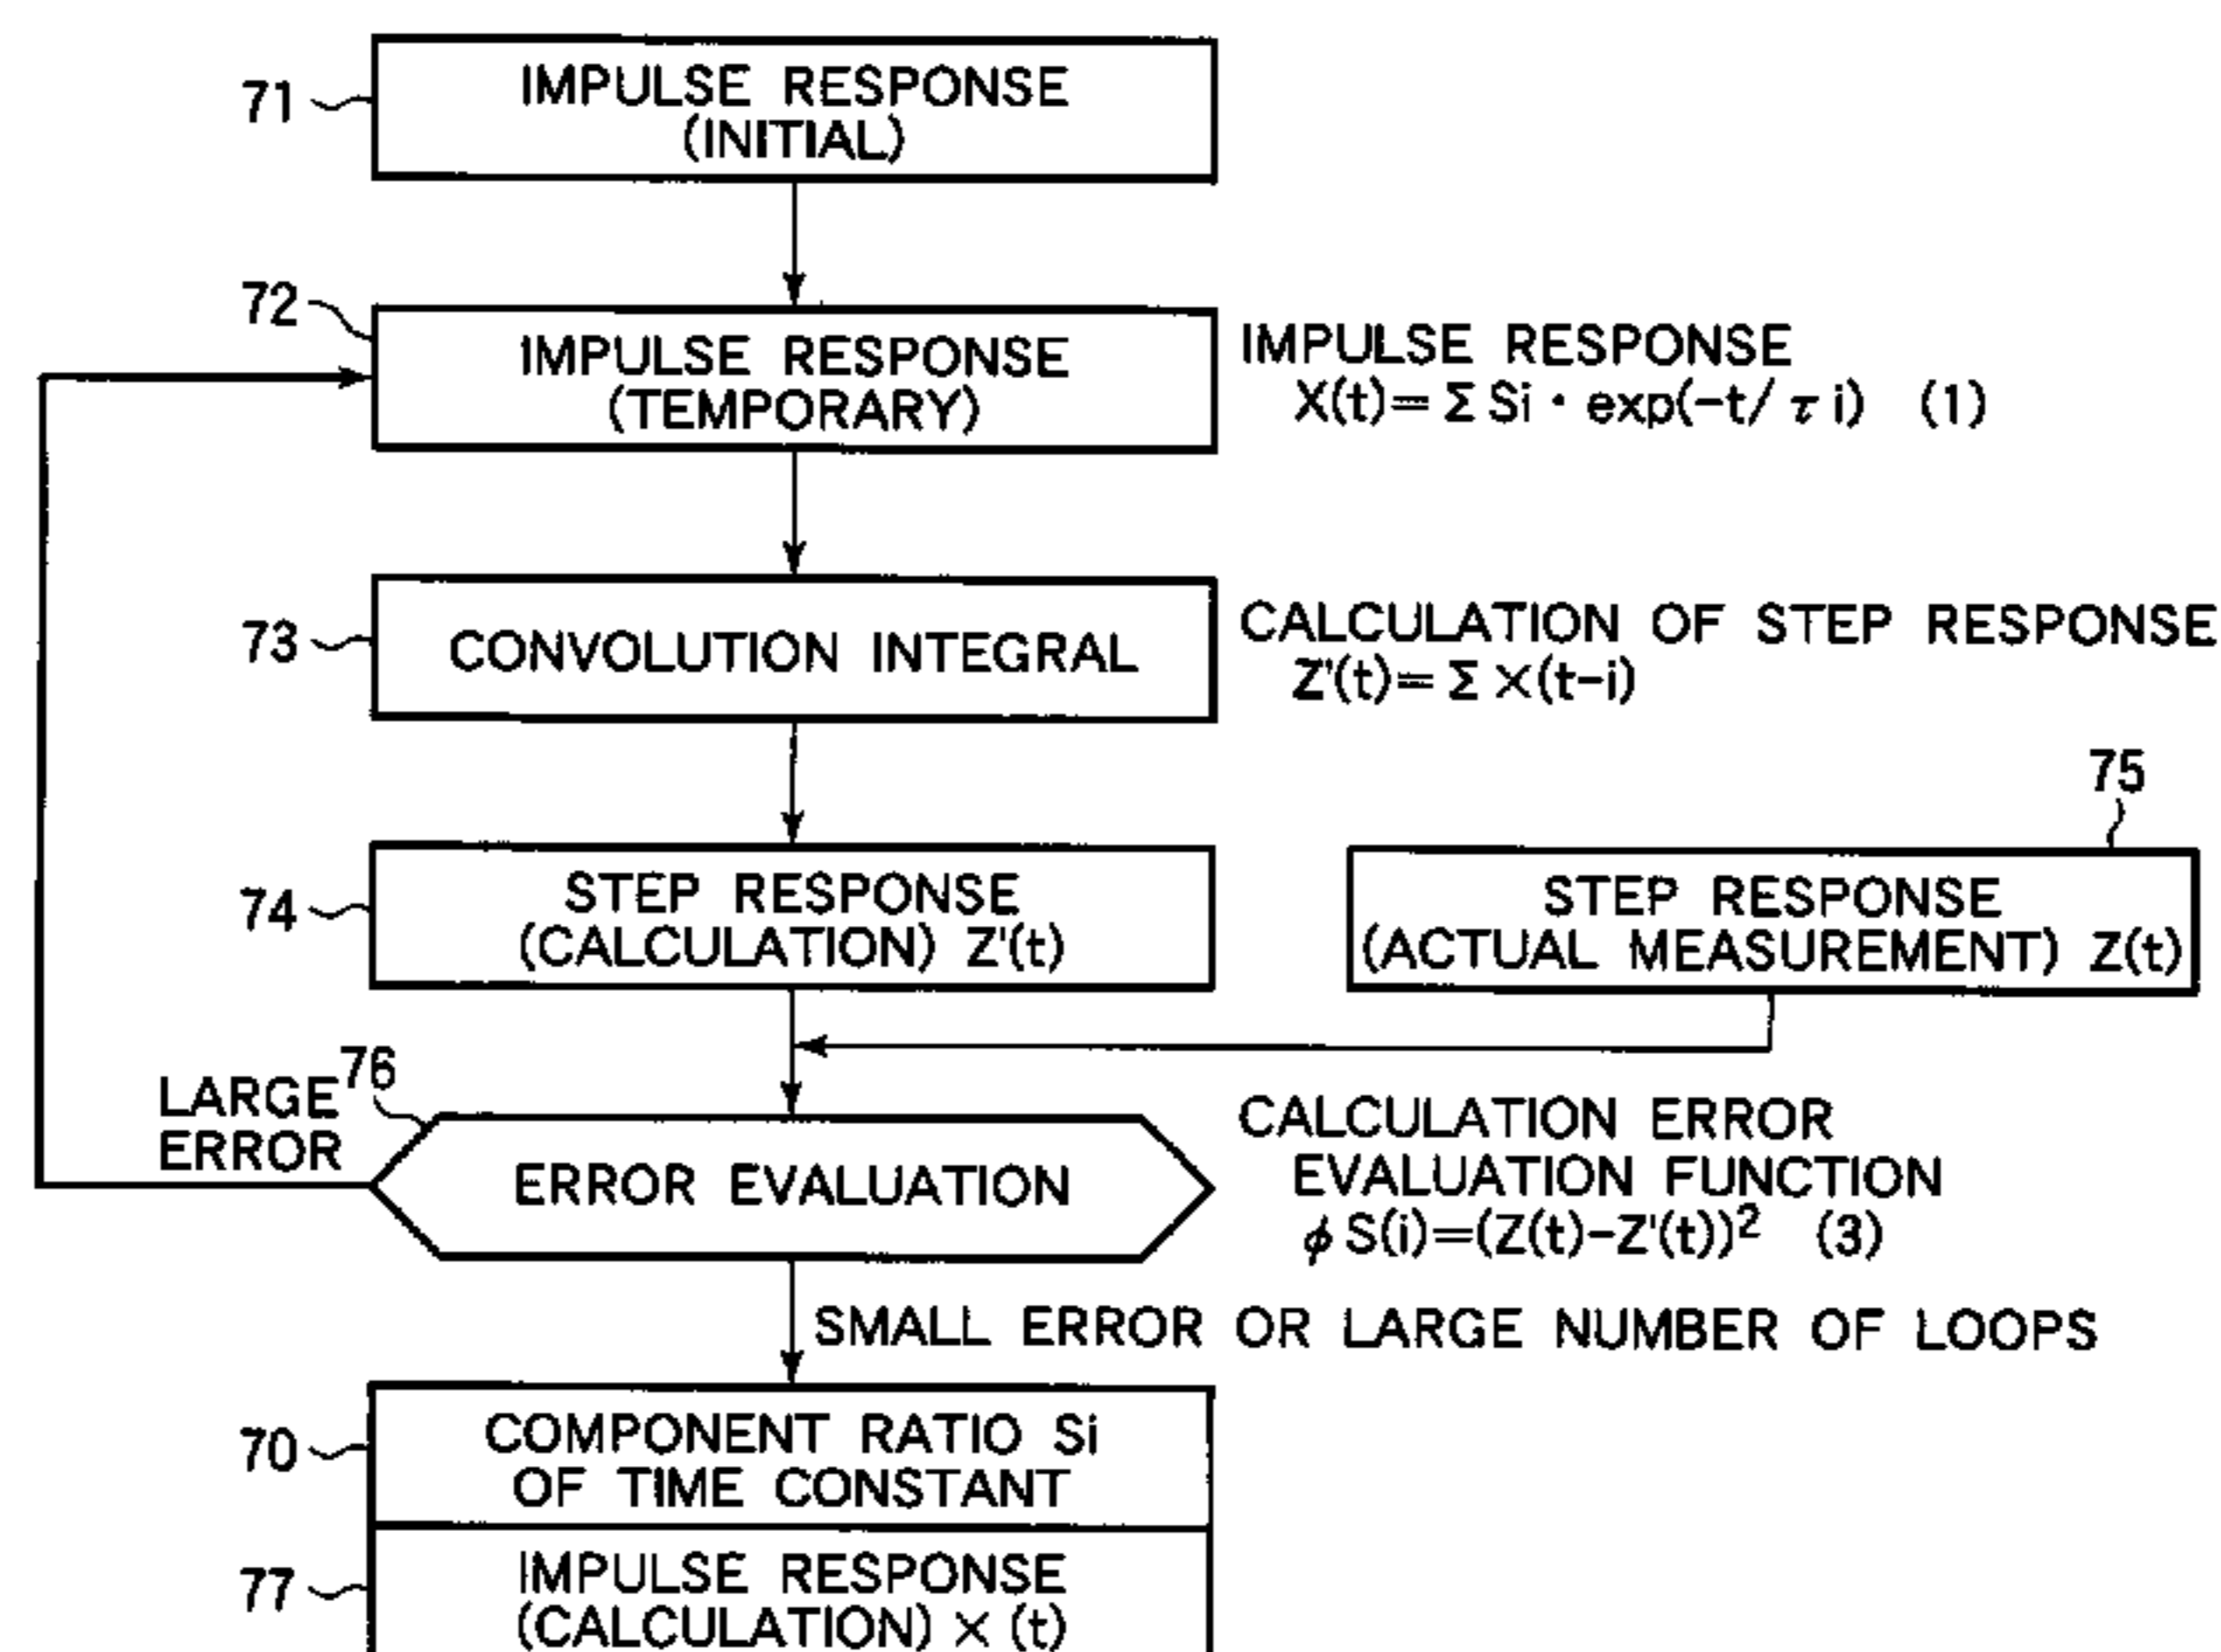 71
IMPULSE RESPONSE
(INITIAL)
72
IMPULSE RESPONSE
(TEMPORARY)
IMPULSE RESPONSE
X(t)=Σ Si・exp(-t/τi) (1)
73
CONVOLUTION INTEGRAL
CALCULATION OF STEP RESPONSE
Z'(t)=Σ X(t-i)
74
STEP RESPONSE
(CALCULATION) Z'(t)
75
STEP RESPONSE
(ACTUAL MEASUREMENT) Z(t)
LARGE
ERROR
76
ERROR EVALUATION
CALCULATION ERROR
EVALUATION FUNCTION
φS(i)=(Z(t)-Z'(t))² (3)
SMALL ERROR OR LARGE NUMBER OF LOOPS
70
COMPONENT RATIO Si
OF TIME CONSTANT
77
IMPULSE RESPONSE
(CALCULATION) X (t)